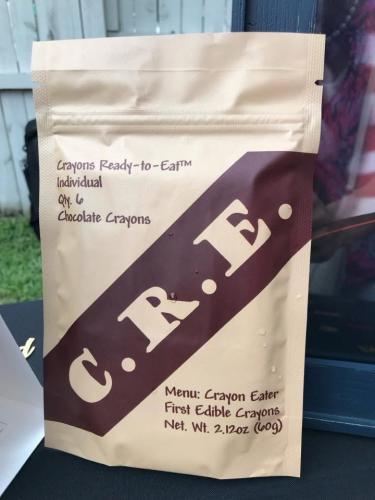 Crayons Ready-to-Eat™
Individual
Qty. 6
Chocolate Crayons
C.R.E.
Menu: Crayon Eater
First Edible Crayons
Net. Wt. 2.12oz (60g)